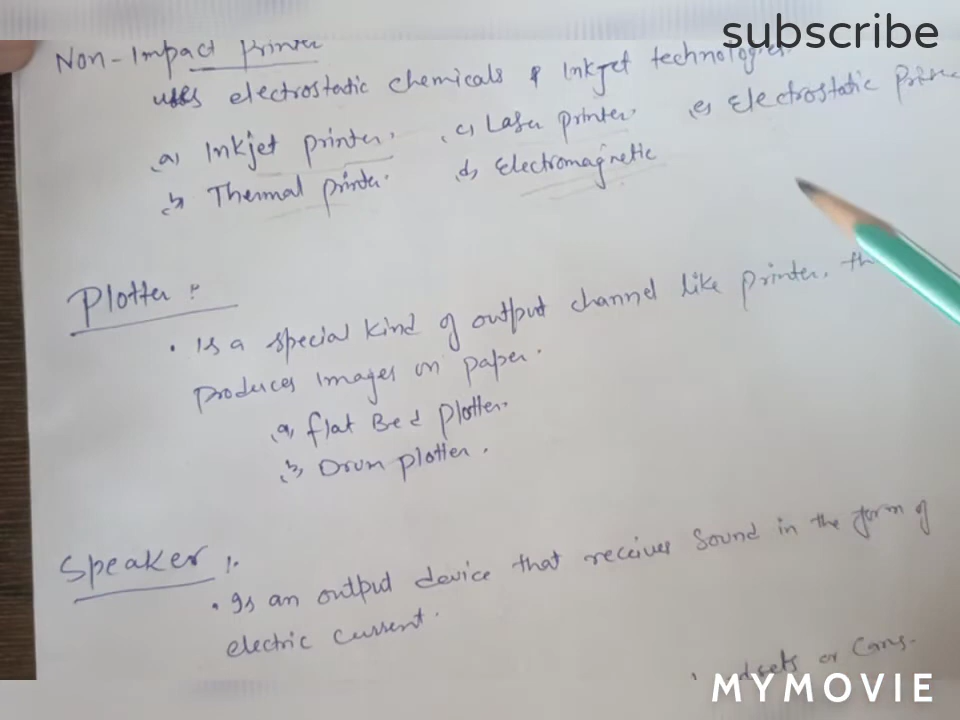 subscribe
Non-Impact printer
uses electrostatic chemicals & Inkjet technologies.
a) Inkjet printer. c) Laser printer. e) Electrostatic
b) Thermal printer. d) Electromagnetic
Plotter :
. Is a special kind of output channel like printer,
produces images on paper.
a) flat Bed plotter.
b) Drum plotter.
Speaker :.
. Is an output device that receives sound in the form of
electric current.
or Cans.
MYMOVIE